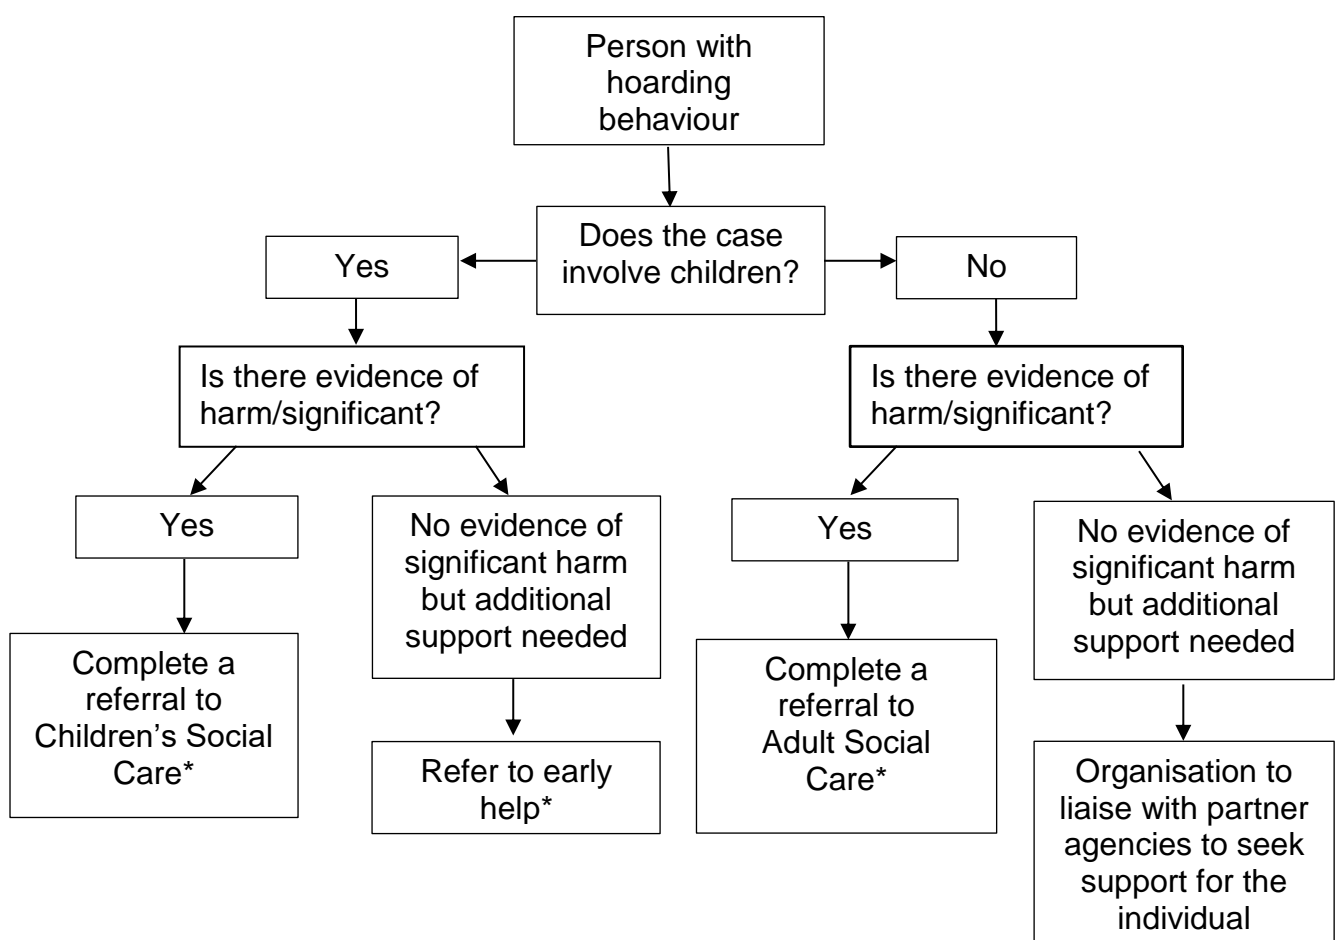 Person with
hoarding
behaviour
Does the case
involve children?
Yes
No
Is there evidence of
harm/significant?
Is there evidence of
harm/significant?
Yes
No evidence of
significant harm
but additional
support needed
Yes
No evidence of
significant harm
but additional
support needed
Complete a
referral to
Children’s Social
Care*
Refer to early
help*
Complete a
referral to
Adult Social
Care*
Organisation to
liaise with partner
agencies to seek
support for the
individual